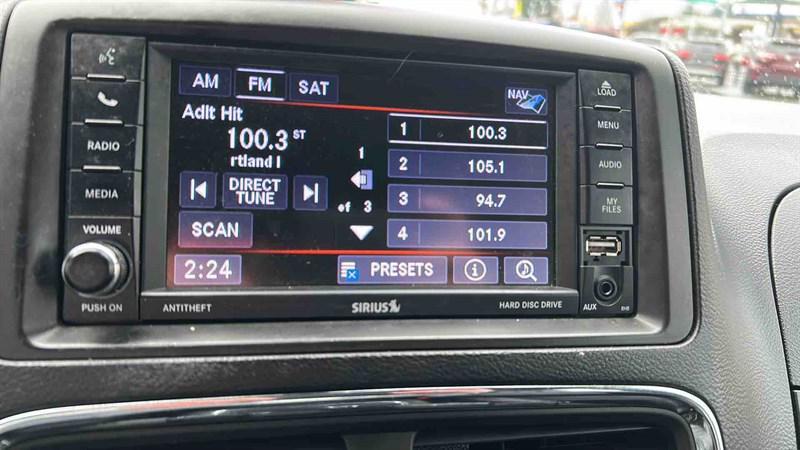 AM FM SAT NAV
Adlt Hit
100.3 ST
rtland I
DIRECT
TUNE
SCAN
2:24
1
of 3
1 100.3
2 105.1
3 94.7
4 101.9
PRESETS
i
RADIO
MEDIA
VOLUME
PUSH ON
ANTITHEFT
SIRIUS
HARD DISC DRIVE
LOAD
MENU
AUDIO
MY
FILES
AUX